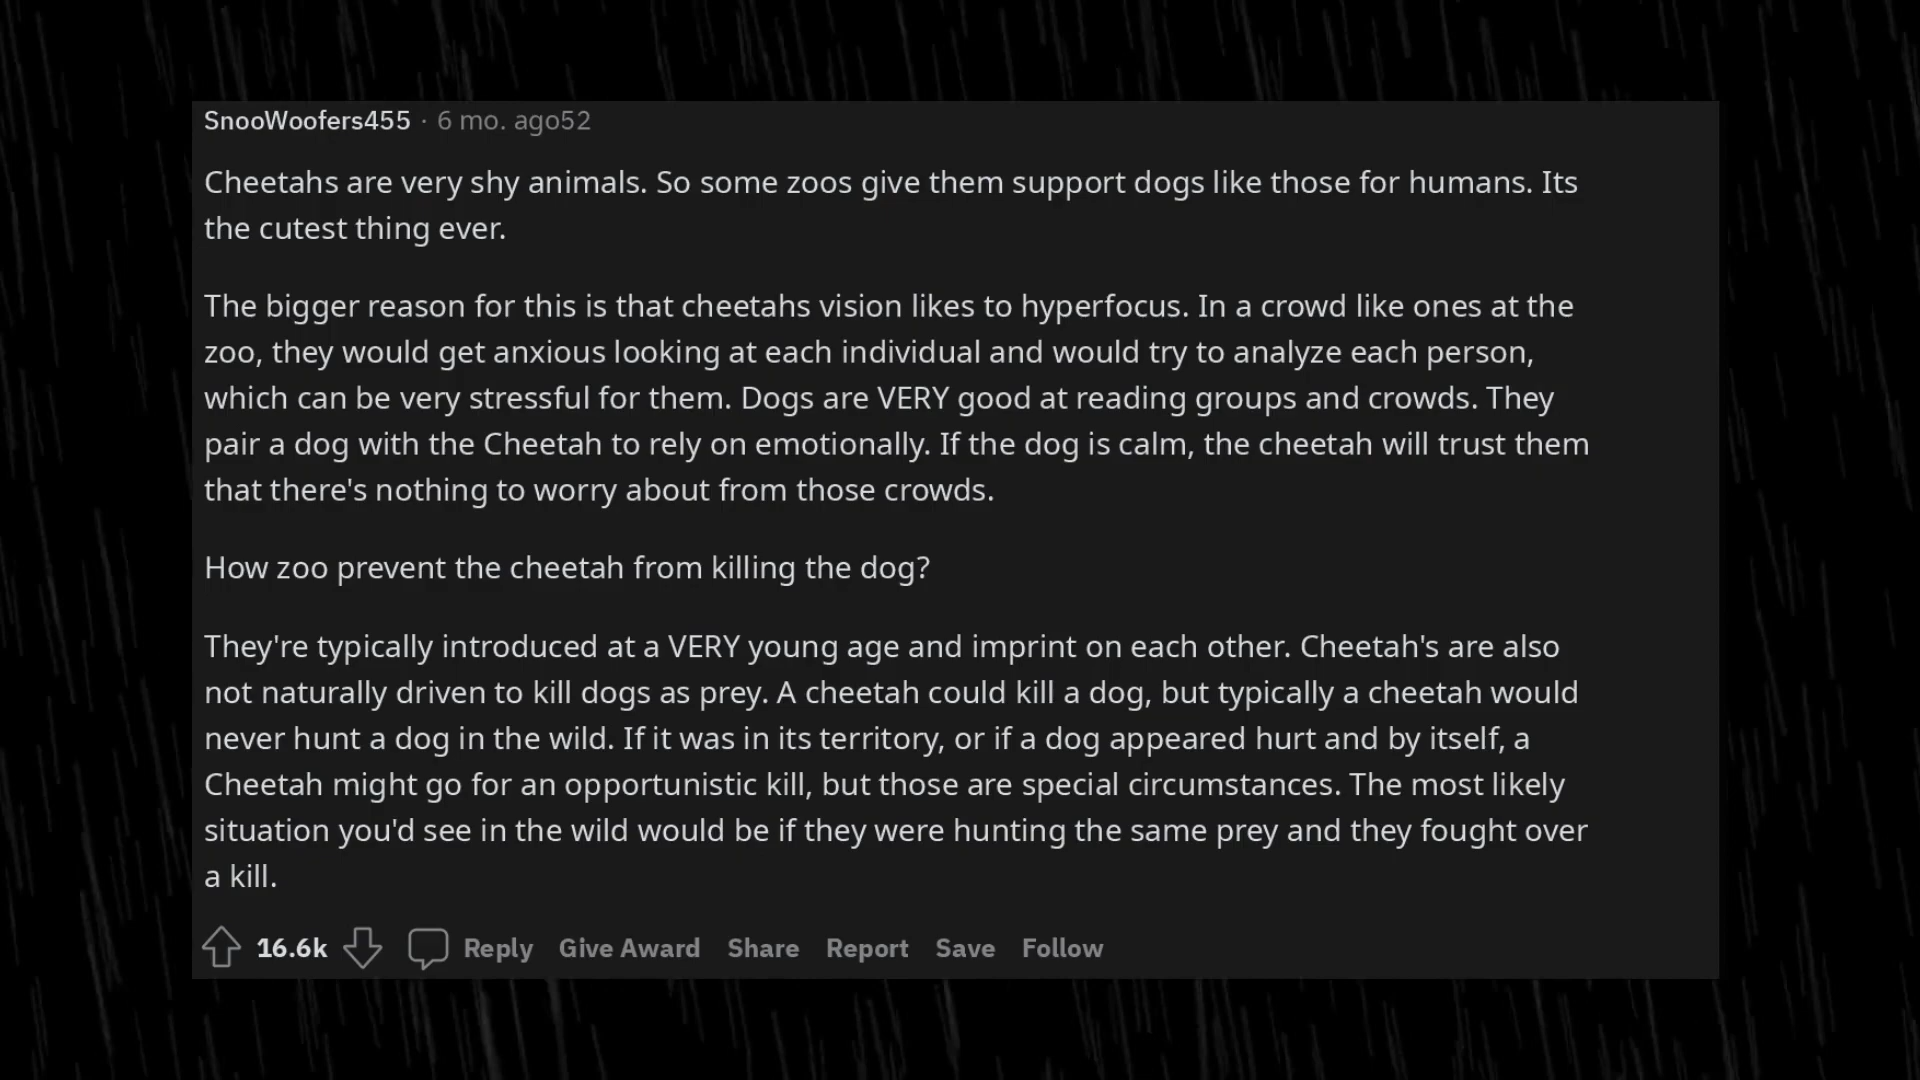 SnooWoofers455 · 6 mo. ago52
Cheetahs are very shy animals. So some zoos give them support dogs like those for humans. Its
the cutest thing ever.
The bigger reason for this is that cheetahs vision likes to hyperfocus. In a crowd like ones at the
zoo, they would get anxious looking at each individual and would try to analyze each person,
which can be very stressful for them. Dogs are VERY good at reading groups and crowds. They
pair a dog with the Cheetah to rely on emotionally. If the dog is calm, the cheetah will trust them
that there's nothing to worry about from those crowds.
How zoo prevent the cheetah from killing the dog?
They're typically introduced at a VERY young age and imprint on each other. Cheetah's are also
not naturally driven to kill dogs as prey. A cheetah could kill a dog, but typically a cheetah would
never hunt a dog in the wild. If it was in its territory, or if a dog appeared hurt and by itself, a
Cheetah might go for an opportunistic kill, but those are special circumstances. The most likely
situation you'd see in the wild would be if they were hunting the same prey and they fought over
a kill.
16.6k Reply Give Award Share Report Save Follow